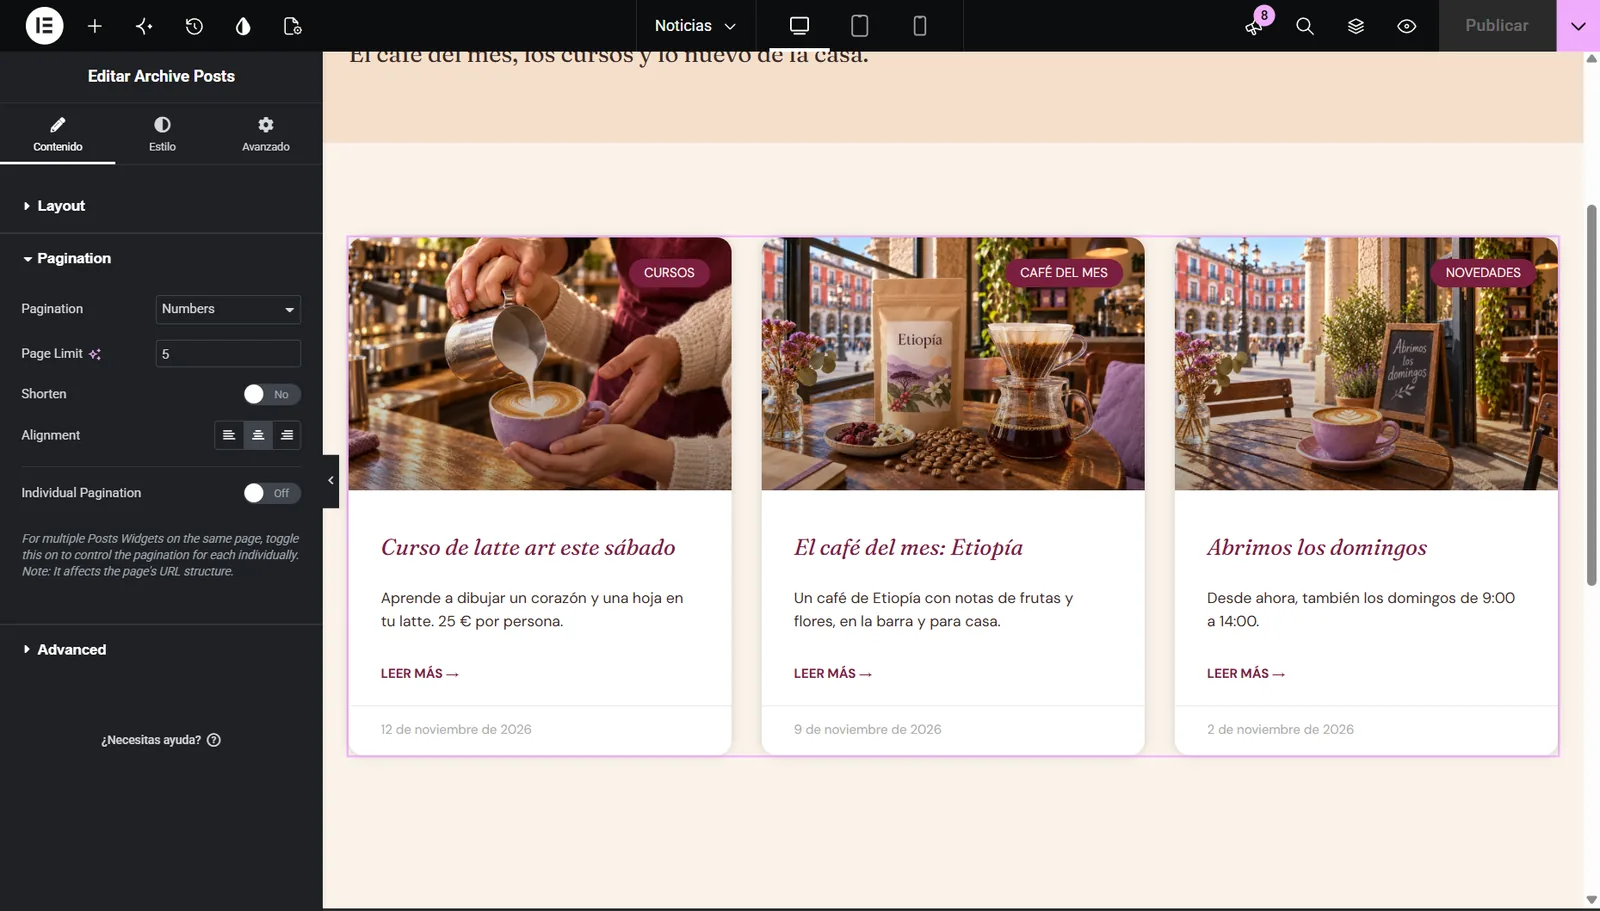 Noticias
8
Publicar
Editar Archive Posts
Contenido
Estilo
Avanzado
Layout
Pagination
Pagination
Numbers
Page Limit
5
Shorten
No
Alignment
Individual Pagination
Off
For multiple Posts Widgets on the same page, toggle
this on to control the pagination for each individually.
Note: It affects the page's URL structure.
Advanced
¿Necesitas ayuda?
El café del mes, los cursos y lo nuevo de la casa.
CURSOS
Curso de latte art este sábado
Aprende a dibujar un corazón y una hoja en
tu latte. 25 € por persona.
LEER MÁS →
12 de noviembre de 2026
CAFÉ DEL MES
Etiopía
El café del mes: Etiopía
Un café de Etiopía con notas de frutas y
flores, en la barra y para casa.
LEER MÁS →
9 de noviembre de 2026
NOVEDADES
Abrimos
los
domingos
Abrimos los domingos
Desde ahora, también los domingos de 9:00
a 14:00.
LEER MÁS →
2 de noviembre de 2026